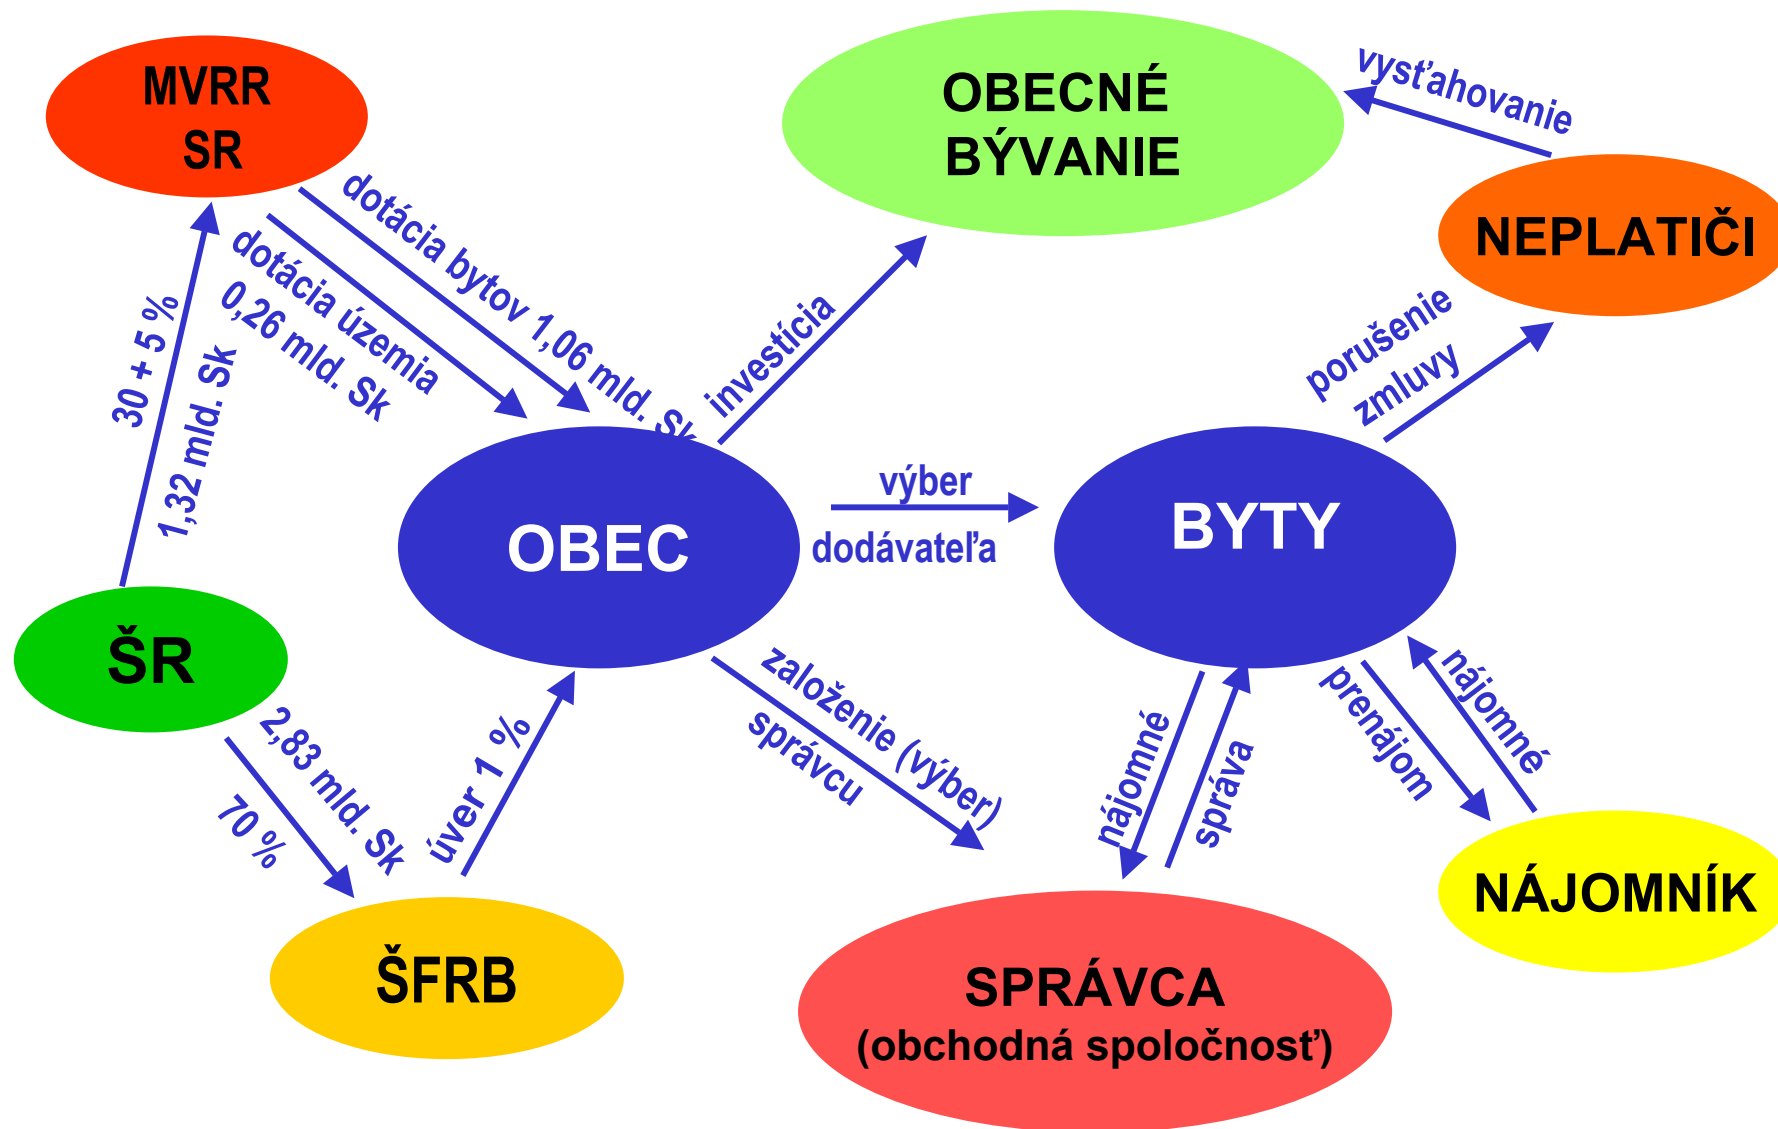 MVRR
SR
OBECNÉ
BÝVANIE
vysťahovanie
NEPLATIČI
dotácia bytov 1,06 mld. Sk
dotácia územia
0,26 mld. Sk
30 + 5 %
1,32 mld. Sk
investícia
porušenie
zmluvy
OBEC
výber
dodávateľa
BYTY
ŠR
2,83 mld. Sk
70 %
úver 1 %
založenie (výber)
správcu
nájomné
správa
prenájom
nájomné
NÁJOMNÍK
ŠFRB
SPRÁVCA
(obchodná spoločnosť)